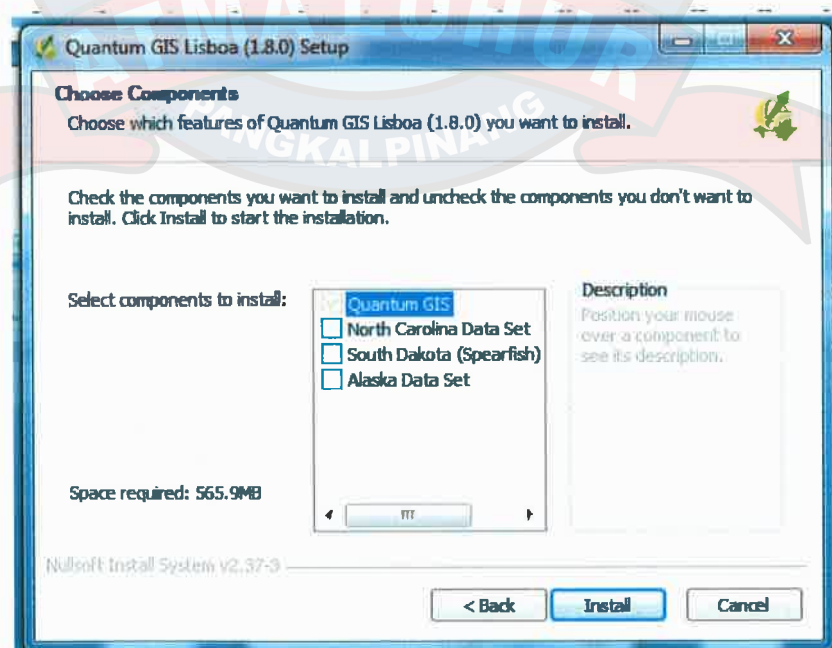 Quantum GIS Lisboa (1.8.0) Setup
Choose Components
Choose which features of Quantum GIS Lisboa (1.8.0) you want to install.
PANGKALPINANG
Check the components you want to install and uncheck the components you don't want to
install. Click Install to start the installation.
Select components to install:
Quantum GIS
North Carolina Data Set
South Dakota (Spearfish)
Alaska Data Set
Description
Position your mouse
over a component to
see its description.
Space required: 565.9MB
Nullsoft Install System v2.37-3
< Back
Install
Cancel